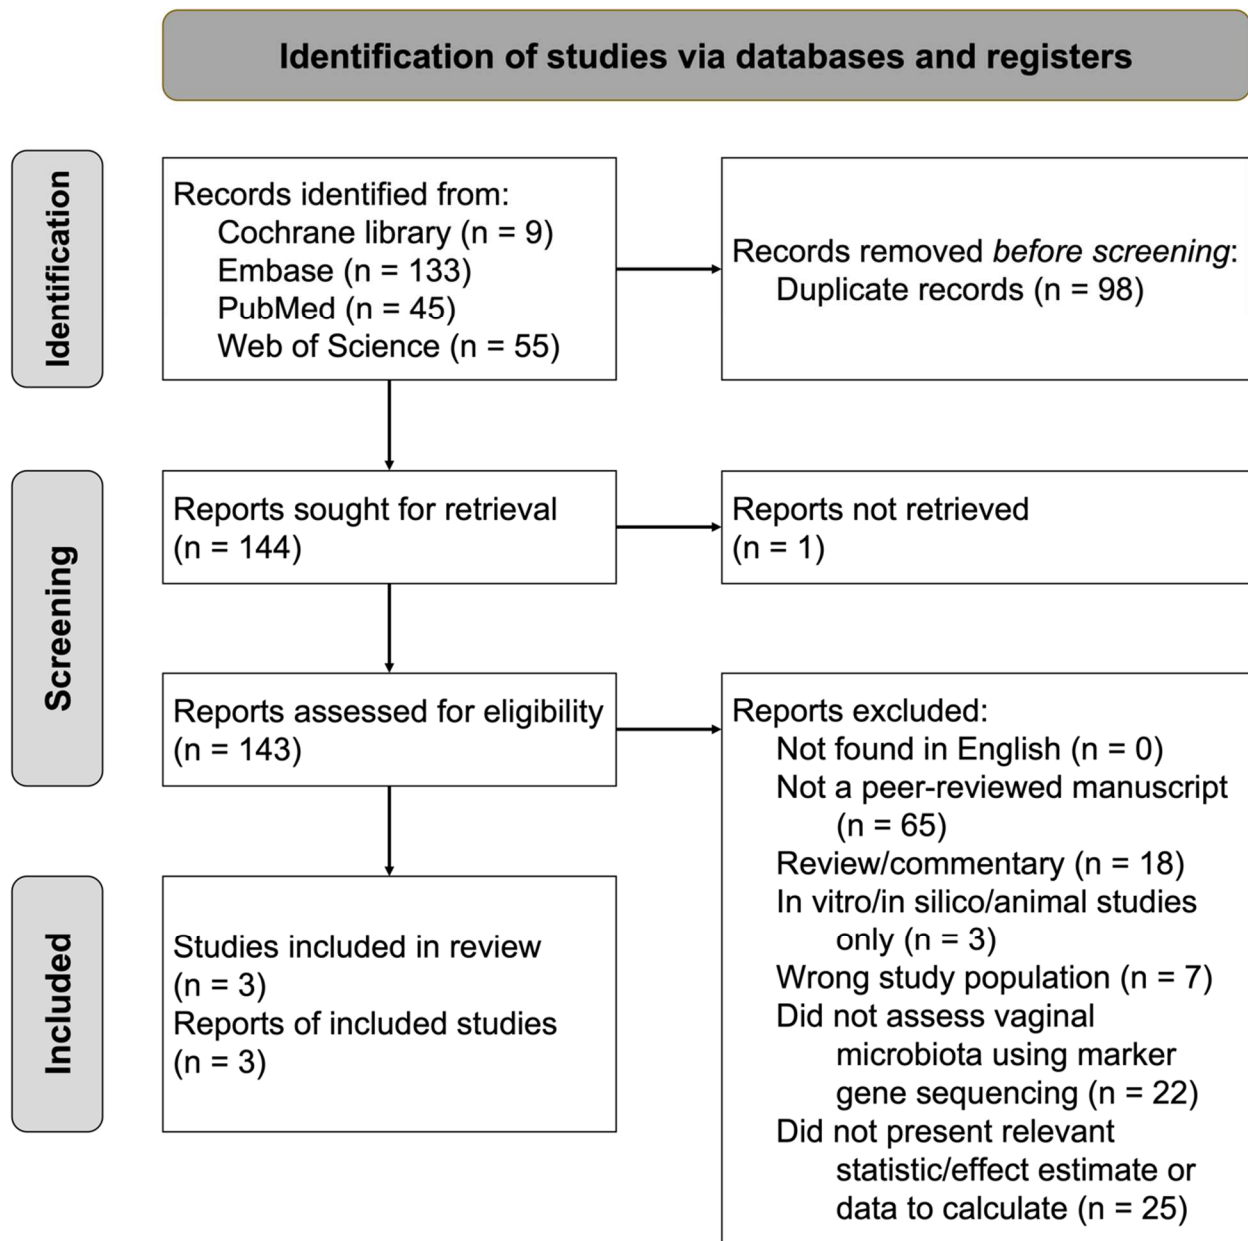 Identification of studies via databases and registers
Identification
Records identified from:
Cochrane library (n = 9)
Embase (n = 133)
PubMed (n = 45)
Web of Science (n = 55)
Records removed before screening:
Duplicate records (n = 98)
Screening
Reports sought for retrieval
(n = 144)
Reports not retrieved
(n = 1)
Reports assessed for eligibility
(n = 143)
Reports excluded:
Not found in English (n = 0)
Not a peer-reviewed manuscript
(n = 65)
Review/commentary (n = 18)
In vitro/in silico/animal studies
only (n = 3)
Wrong study population (n = 7)
Did not assess vaginal
microbiota using marker
gene sequencing (n = 22)
Did not present relevant
statistic/effect estimate or
data to calculate (n = 25)
Included
Studies included in review
(n = 3)
Reports of included studies
(n = 3)